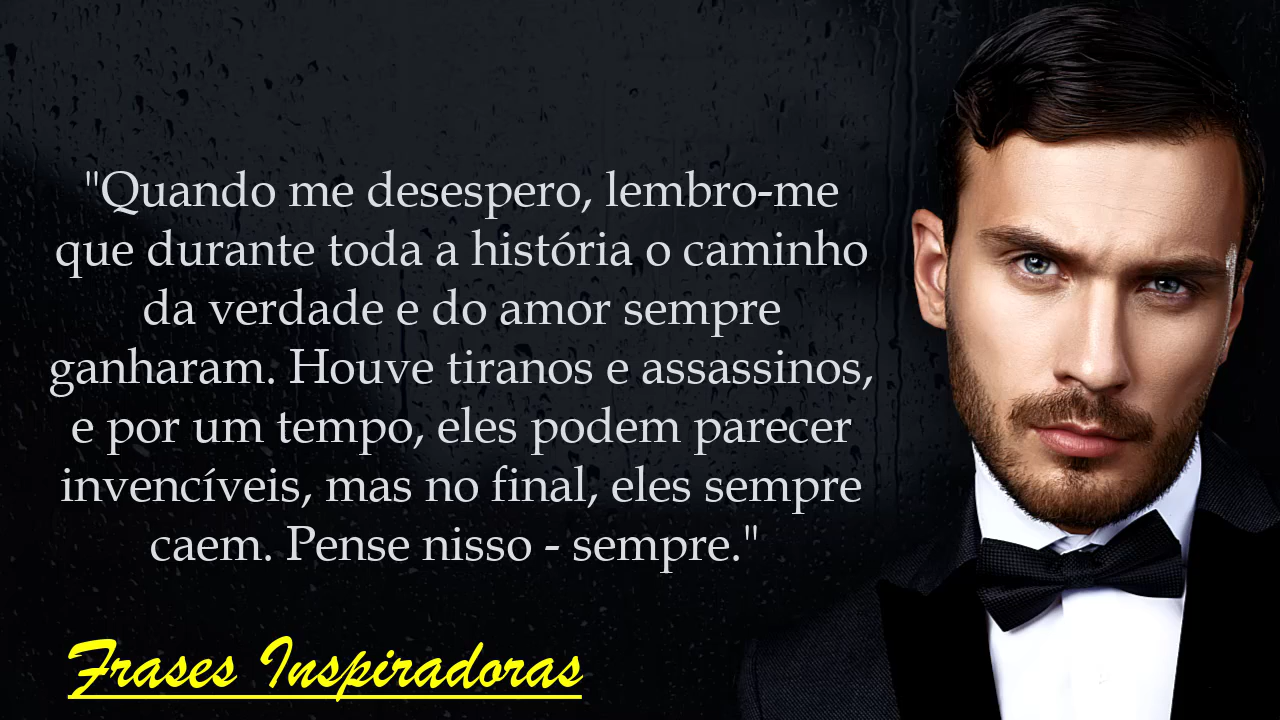 "Quando me desespero, lembro-me
que durante toda a história o caminho
da verdade e do amor sempre
ganharam. Houve tiranos e assassinos,
e por um tempo, eles podem parecer
invencíveis, mas no final, eles sempre
caem. Pense nisso - sempre."
Frases Inspiradoras